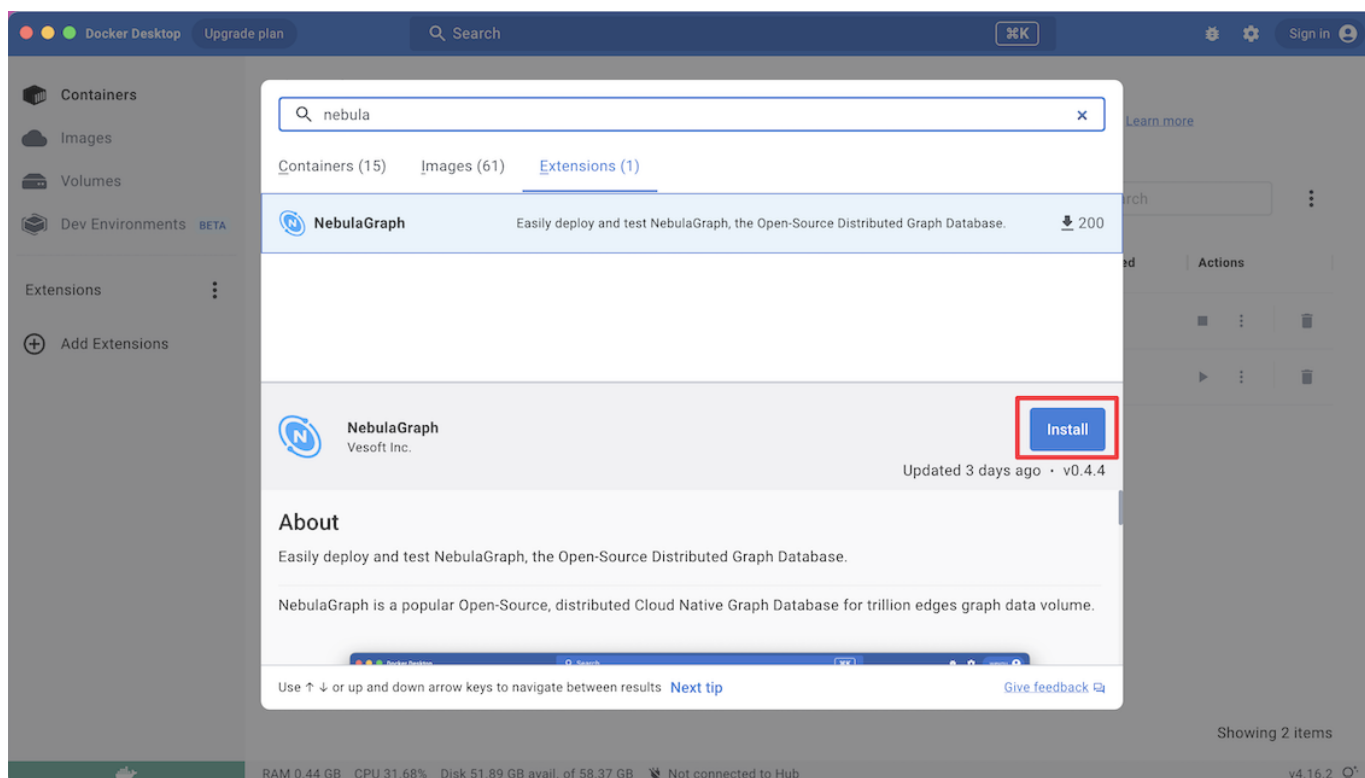 Docker Desktop Upgrade plan Search ⌘K Sign in
Containers
Images
Volumes
Dev Environments BETA
Extensions
Add Extensions
nebula
Learn more
Containers (15) Images (61) Extensions (1)
NebulaGraph Easily deploy and test NebulaGraph, the Open-Source Distributed Graph Database. 200
Actions
NebulaGraph
Vesoft Inc.
Install
Updated 3 days ago · v0.4.4
About
Easily deploy and test NebulaGraph, the Open-Source Distributed Graph Database.
NebulaGraph is a popular Open-Source, distributed Cloud Native Graph Database for trillion edges graph data volume.
Docker Desktop Search ⌘K
Use ↑ ↓ or up and down arrow keys to navigate between results Next tip Give feedback
Showing 2 items
RAM 0.44 GB CPU 31.68% Disk 51.89 GB avail. of 58.37 GB Not connected to Hub v4.16.2